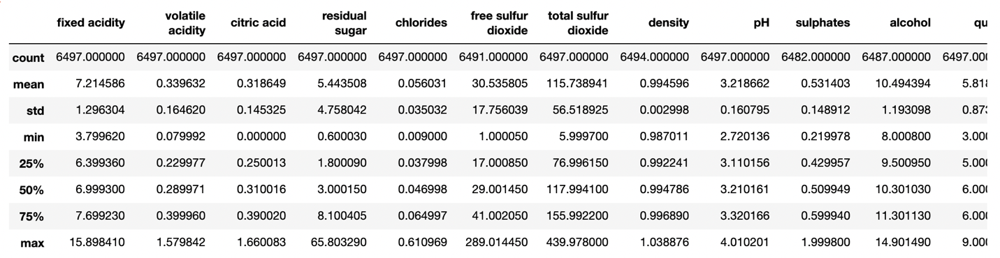 fixed acidity volatile acidity citric acid residual sugar chlorides free sulfur dioxide total sulfur dioxide density pH sulphates alcohol qu
count 6497.000000 6497.000000 6497.000000 6497.000000 6497.000000 6491.000000 6497.000000 6494.000000 6497.000000 6482.000000 6487.000000 6497.00
mean 7.214586 0.339632 0.318649 5.443508 0.056031 30.535805 115.738941 0.994596 3.218662 0.531403 10.494394 5.81
std 1.296304 0.164620 0.145325 4.758042 0.035032 17.756039 56.518925 0.002998 0.160795 0.148912 1.193098 0.87
min 3.799620 0.079992 0.000000 0.600030 0.009000 1.000050 5.999700 0.987011 2.720136 0.219978 8.000800 3.00
25% 6.399360 0.229977 0.250013 1.800090 0.037998 17.000850 76.996150 0.992241 3.110156 0.429957 9.500950 5.00
50% 6.999300 0.289971 0.310016 3.000150 0.046998 29.001450 117.994100 0.994786 3.210161 0.509949 10.301030 6.00
75% 7.699230 0.399960 0.390020 8.100405 0.064997 41.002050 155.992200 0.996890 3.320166 0.599940 11.301130 6.00
max 15.898410 1.579842 1.660083 65.803290 0.610969 289.014450 439.978000 1.038876 4.010201 1.999800 14.901490 9.00